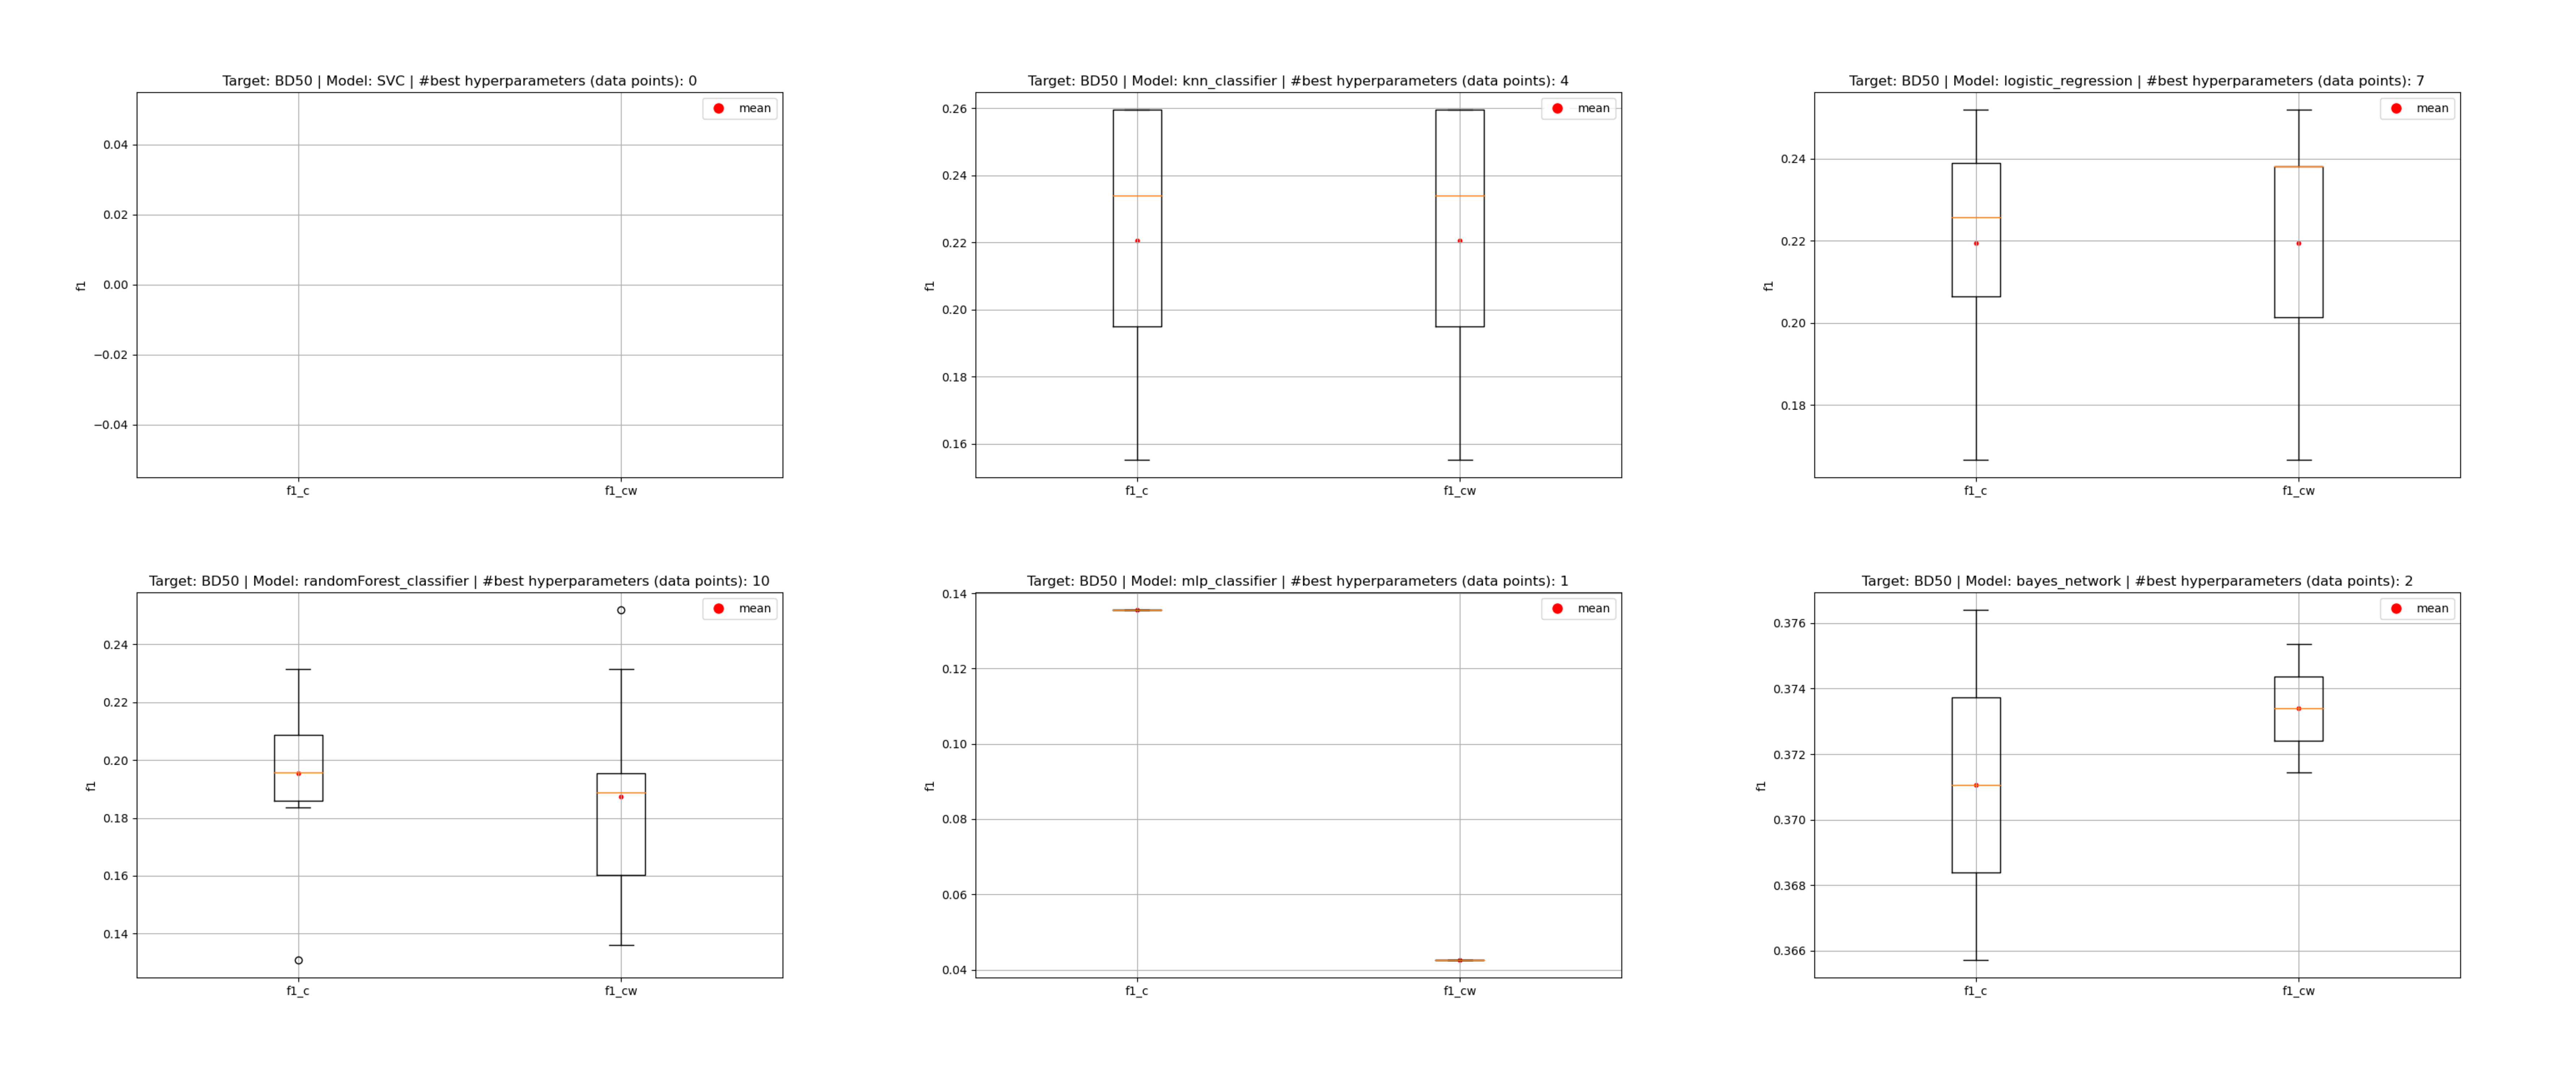 Target: BD50 | Model: SVC | #best hyperparameters (data points): 0
mean
0.04
0.02
0.00
−0.02
−0.04
f1
f1_c
f1_cw
Target: BD50 | Model: knn_classifier | #best hyperparameters (data points): 4
mean
0.26
0.24
0.22
0.20
0.18
0.16
f1
f1_c
f1_cw
Target: BD50 | Model: logistic_regression | #best hyperparameters (data points): 7
mean
0.24
0.22
0.20
0.18
f1
f1_c
f1_cw
Target: BD50 | Model: randomForest_classifier | #best hyperparameters (data points): 10
mean
0.24
0.22
0.20
0.18
0.16
0.14
f1
f1_c
f1_cw
Target: BD50 | Model: mlp_classifier | #best hyperparameters (data points): 1
mean
0.14
0.12
0.10
0.08
0.06
0.04
f1
f1_c
f1_cw
Target: BD50 | Model: bayes_network | #best hyperparameters (data points): 2
mean
0.376
0.374
0.372
0.370
0.368
0.366
f1
f1_c
f1_cw